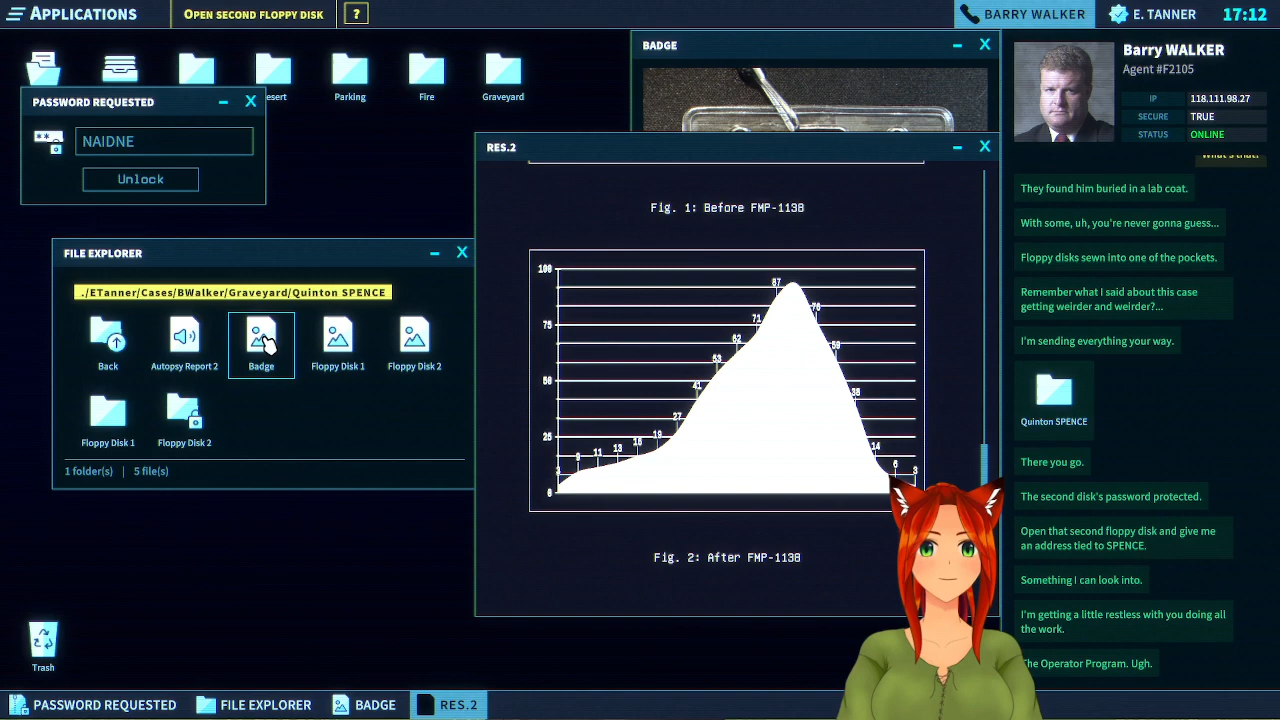 APPLICATIONS
OPEN SECOND FLOPPY DISK
?
BARRY WALKER
E. TANNER
17:12
Parking
Fire
Graveyard
PASSWORD REQUESTED
NAIDNE
Unlock
BADGE
RES.2
Fig. 1: Before FMP-1138
100
75
50
25
0
9
11
13
16
19
27
41
53
62
71
87
76
59
38
14
6
3
Fig. 2: After FMP-1138
FILE EXPLORER
./ETanner/Cases/BWalker/Graveyard/Quinton SPENCE
Back
Autopsy Report 2
Badge
Floppy Disk 1
Floppy Disk 2
Floppy Disk 1
Floppy Disk 2
1 folder(s) | 5 file(s)
Trash
Barry WALKER
Agent #F2105
IP 118.111.98.27
SECURE TRUE
STATUS ONLINE
They found him buried in a lab coat.
With some, uh, you're never gonna guess...
Floppy disks sewn into one of the pockets.
Remember what I said about this case
getting weirder and weirder?...
I'm sending everything your way.
Quinton SPENCE
There you go.
The second disk's password protected.
Open that second floppy disk and give me
an address tied to SPENCE.
Something I can look into.
I'm getting a little restless with you doing all
the work.
The Operator Program. Ugh.
PASSWORD REQUESTED
FILE EXPLORER
BADGE
RES.2